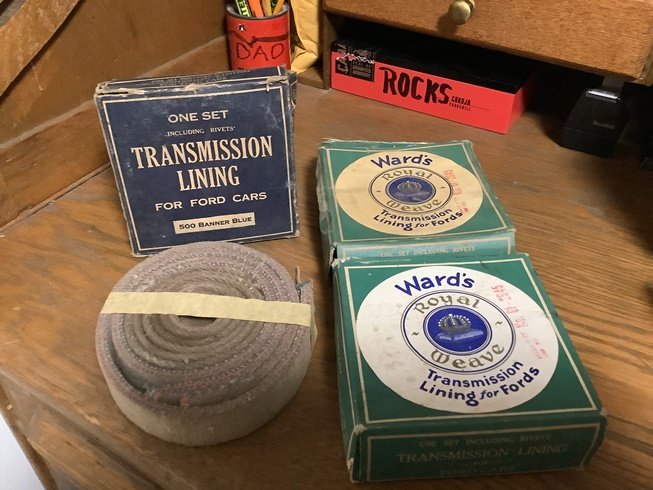 DAD
ROCKS
ONE SET
INCLUDING RIVETS
TRANSMISSION
LINING
FOR FORD CARS
500 BANNER BLUE
Ward's
Royal
Weave
Transmission
Lining for Fords
ONE SET INCLUDING RIVETS
Ward's
Royal
Weave
Transmission
Lining for Fords
ONE SET INCLUDING RIVETS
TRANSMISSION LINING
FORD CARS